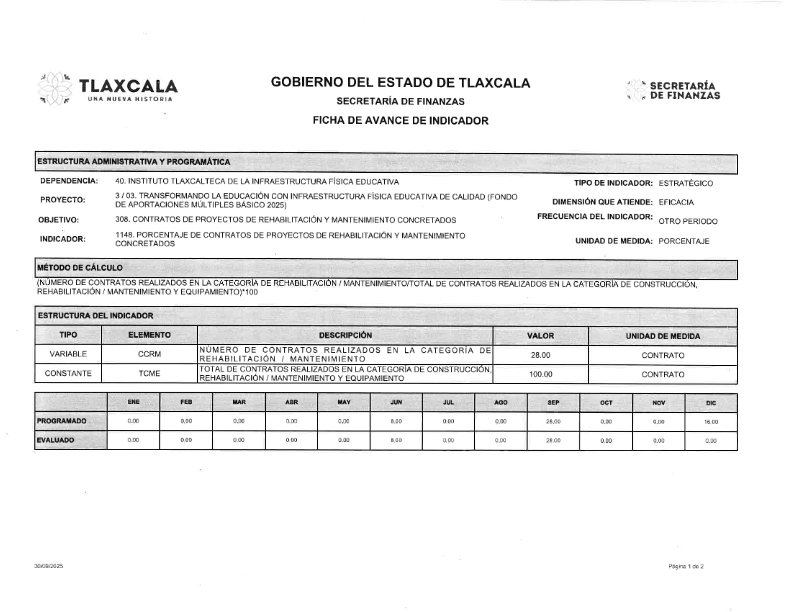 TLAXCALA
UNA NUEVA HISTORIA
GOBIERNO DEL ESTADO DE TLAXCALA
SECRETARÍA DE FINANZAS
FICHA DE AVANCE DE INDICADOR
SECRETARÍA
DE FINANZAS
ESTRUCTURA ADMINISTRATIVA Y PROGRAMÁTICA
DEPENDENCIA: 40. INSTITUTO TLAXCALTECA DE LA INFRAESTRUCTURA FÍSICA EDUCATIVA
TIPO DE INDICADOR: ESTRATÉGICO
PROYECTO: 3 / 03. TRANSFORMANDO LA EDUCACIÓN CON INFRAESTRUCTURA FÍSICA EDUCATIVA DE CALIDAD (FONDO
DE APORTACIONES MÚLTIPLES BÁSICO 2025)
DIMENSIÓN QUE ATIENDE: EFICACIA
OBJETIVO: 308. CONTRATOS DE PROYECTOS DE REHABILITACIÓN Y MANTENIMIENTO CONCRETADOS
FRECUENCIA DEL INDICADOR: OTRO PERIODO
INDICADOR: 1148. PORCENTAJE DE CONTRATOS DE PROYECTOS DE REHABILITACIÓN Y MANTENIMIENTO
CONCRETADOS
UNIDAD DE MEDIDA: PORCENTAJE
MÉTODO DE CÁLCULO
(NÚMERO DE CONTRATOS REALIZADOS EN LA CATEGORÍA DE REHABILITACIÓN / MANTENIMIENTO/TOTAL DE CONTRATOS REALIZADOS EN LA CATEGORÍA DE CONSTRUCCIÓN,
REHABILITACIÓN / MANTENIMIENTO Y EQUIPAMIENTO)*100
ESTRUCTURA DEL INDICADOR
TIPO ELEMENTO DESCRIPCIÓN VALOR UNIDAD DE MEDIDA
VARIABLE CCRM NÚMERO DE CONTRATOS REALIZADOS EN LA CATEGORÍA DE
REHABILITACIÓN / MANTENIMIENTO 28.00 CONTRATO
CONSTANTE TCME TOTAL DE CONTRATOS REALIZADOS EN LA CATEGORÍA DE CONSTRUCCIÓN,
REHABILITACIÓN / MANTENIMIENTO Y EQUIPAMIENTO 100.00 CONTRATO
ENE FEB MAR ABR MAY JUN JUL AGO SEP OCT NOV DIC
PROGRAMADO 0.00 0.00 0.00 0.00 0.00 8.00 0.00 0.00 28.00 0.00 0.00 16.00
EVALUADO 0.00 0.00 0.00 0.00 0.00 8.00 0.00 0.00 28.00 0.00 0.00 0.00
30/09/2025
Página 1 de 2